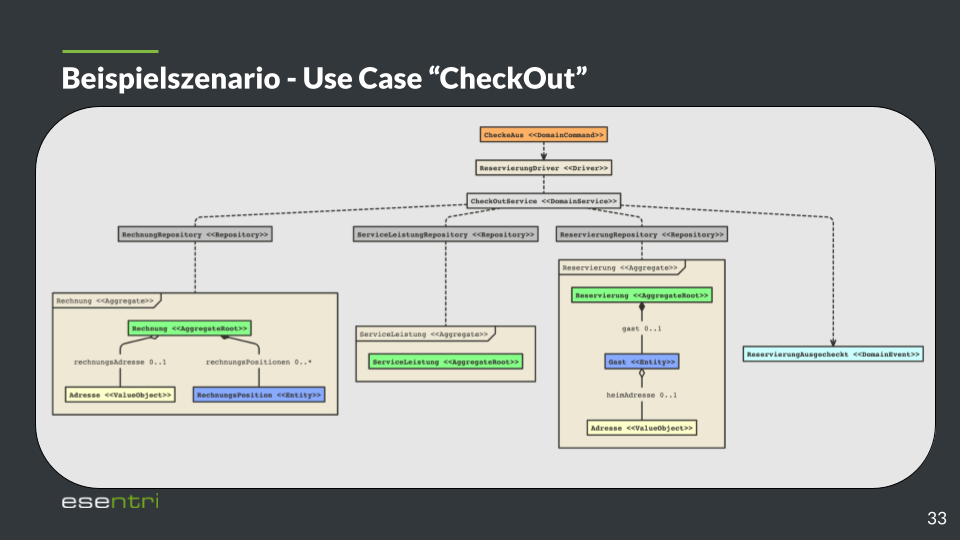 Beispielszenario - Use Case “CheckOut”
CheckeAus <<DomainCommand>>
ReservierungDriver <<Driver>>
CheckOutService <<DomainService>>
RechnungRepository <<Repository>>
ServiceLeistungRepository <<Repository>>
ReservierungRepository <<Repository>>
Reservierung <<Aggregate>>
Reservierung <<AggregateRoot>>
Rechnung <<Aggregate>>
Rechnung <<AggregateRoot>>
ServiceLeistung <<Aggregate>>
gast 0..1
ReservierungAusgecheckt <<DomainEvent>>
rechnungsAdresse 0..1
rechnungsPositionen 0..*
ServiceLeistung <<AggregateRoot>>
Gast <<Entity>>
Adresse <<ValueObject>>
RechnungsPosition <<Entity>>
heimAdresse 0..1
Adresse <<ValueObject>>
esentri
33